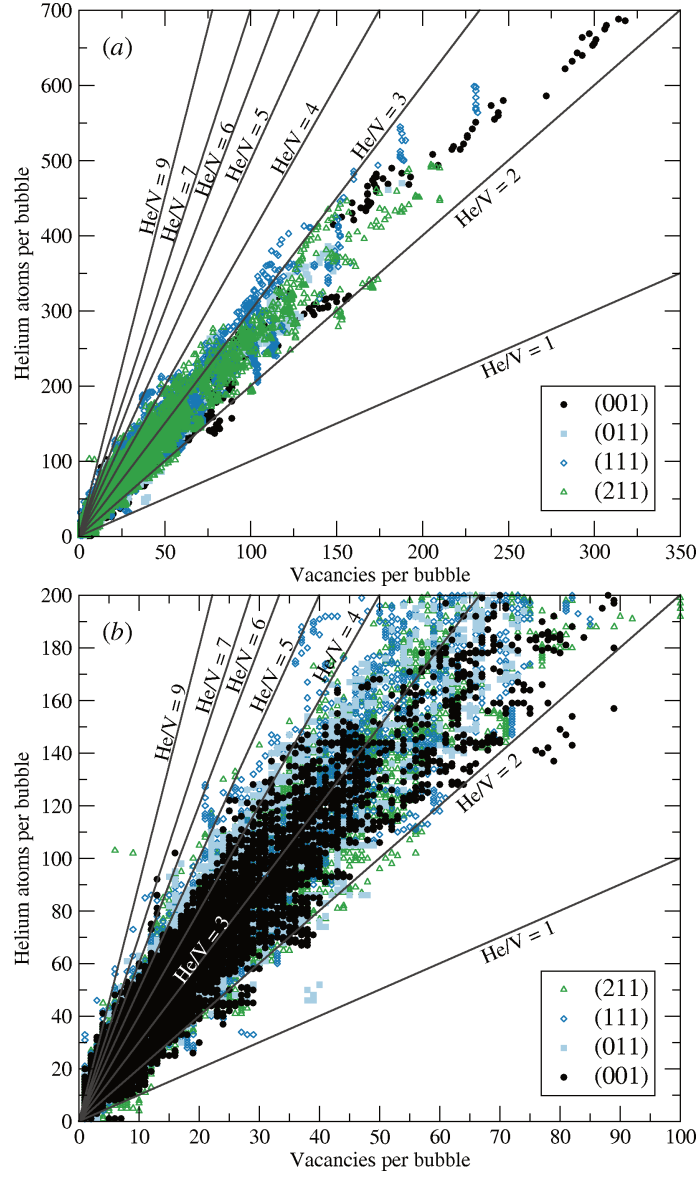 (a)
700
600
500
400
300
200
100
0
Helium atoms per bubble
He/V = 9
He/V = 7
He/V = 6
He/V = 5
He/V = 4
He/V = 3
He/V = 2
He/V = 1
(001)
(011)
(111)
(211)
0 50 100 150 200 250 300 350
Vacancies per bubble
(b)
200
180
160
140
120
100
80
60
40
20
0
Helium atoms per bubble
He/V = 9
He/V = 7
He/V = 6
He/V = 5
He/V = 4
He/V = 3
He/V = 2
He/V = 1
(211)
(111)
(011)
(001)
0 10 20 30 40 50 60 70 80 90 100
Vacancies per bubble